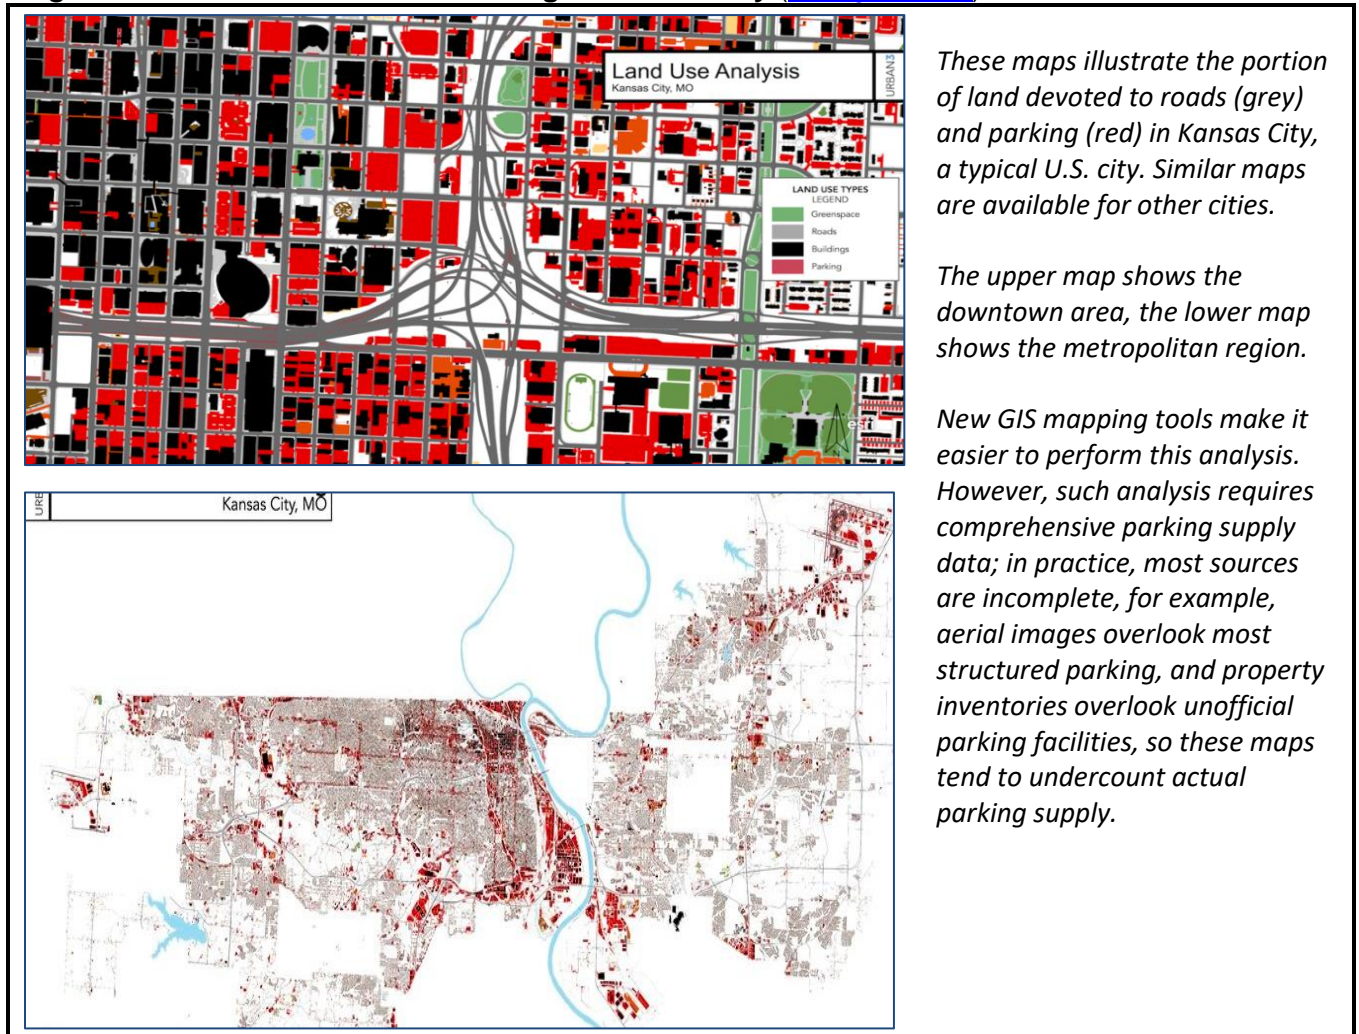 Land Use Analysis
Kansas City, MO
URBAN3
LAND USE TYPES
LEGEND
Greenspace
Roads
Buildings
Parking
esri
N
URB
Kansas City, MO
These maps illustrate the portion
of land devoted to roads (grey)
and parking (red) in Kansas City,
a typical U.S. city. Similar maps
are available for other cities.
The upper map shows the
downtown area, the lower map
shows the metropolitan region.
New GIS mapping tools make it
easier to perform this analysis.
However, such analysis requires
comprehensive parking supply
data; in practice, most sources
are incomplete, for example,
aerial images overlook most
structured parking, and property
inventories overlook unofficial
parking facilities, so these maps
tend to undercount actual
parking supply.